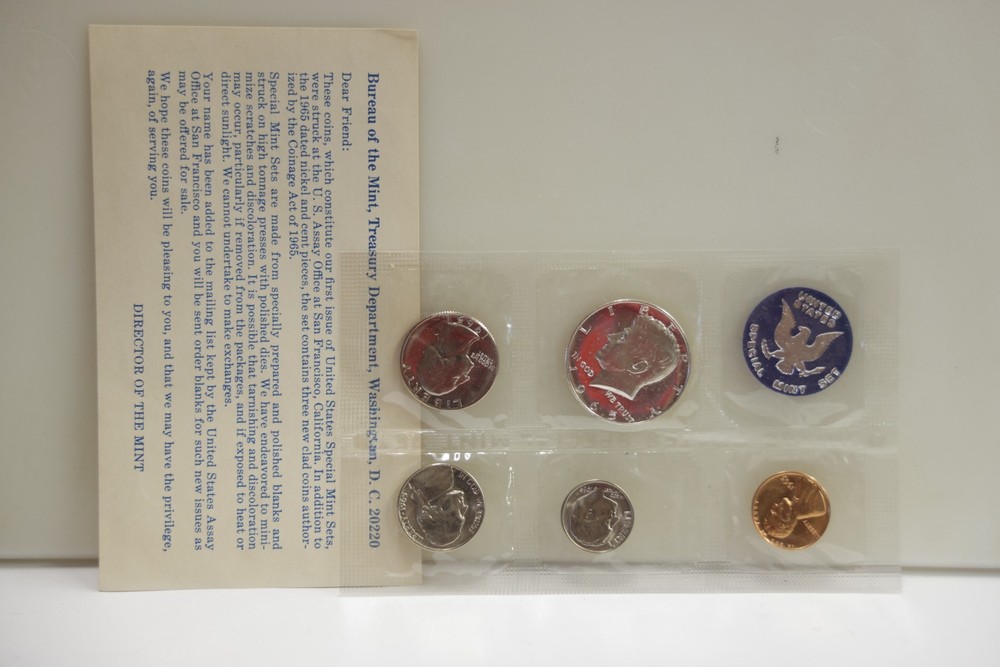 Bureau of the Mint, Treasury Department, Washington, D. C. 20220
Dear Friend:
These coins, which constitute our first issue of United States Special Mint Sets,
were struck at the U. S. Assay Office at San Francisco, California. In addition to
the 1965 dated nickel and cent pieces, the set contains three new clad coins author-
ized by the Coinage Act of 1965.
Special Mint Sets are made from specially prepared and polished blanks and
struck on high tonnage presses with polished dies. We have endeavored to mini-
mize scratches and discoloration. It is possible that tarnishing and discoloration
may occur, particularly if removed from the packages, and if exposed to heat or
direct sunlight. We cannot undertake to make exchanges.
Your name has been added to the mailing list kept by the United States Assay
Office at San Francisco and you will be sent order blanks for such new issues as
may be offered for sale.
We hope these coins will be pleasing to you, and that we may have the privilege,
again, of serving you.
DIRECTOR OF THE MINT
LIBERTY
1965
LIBERTY
IN GOD
WE TRUST
1965
UNITED
STATES
SPECIAL MINT SET
LIBERTY
LIBERTY